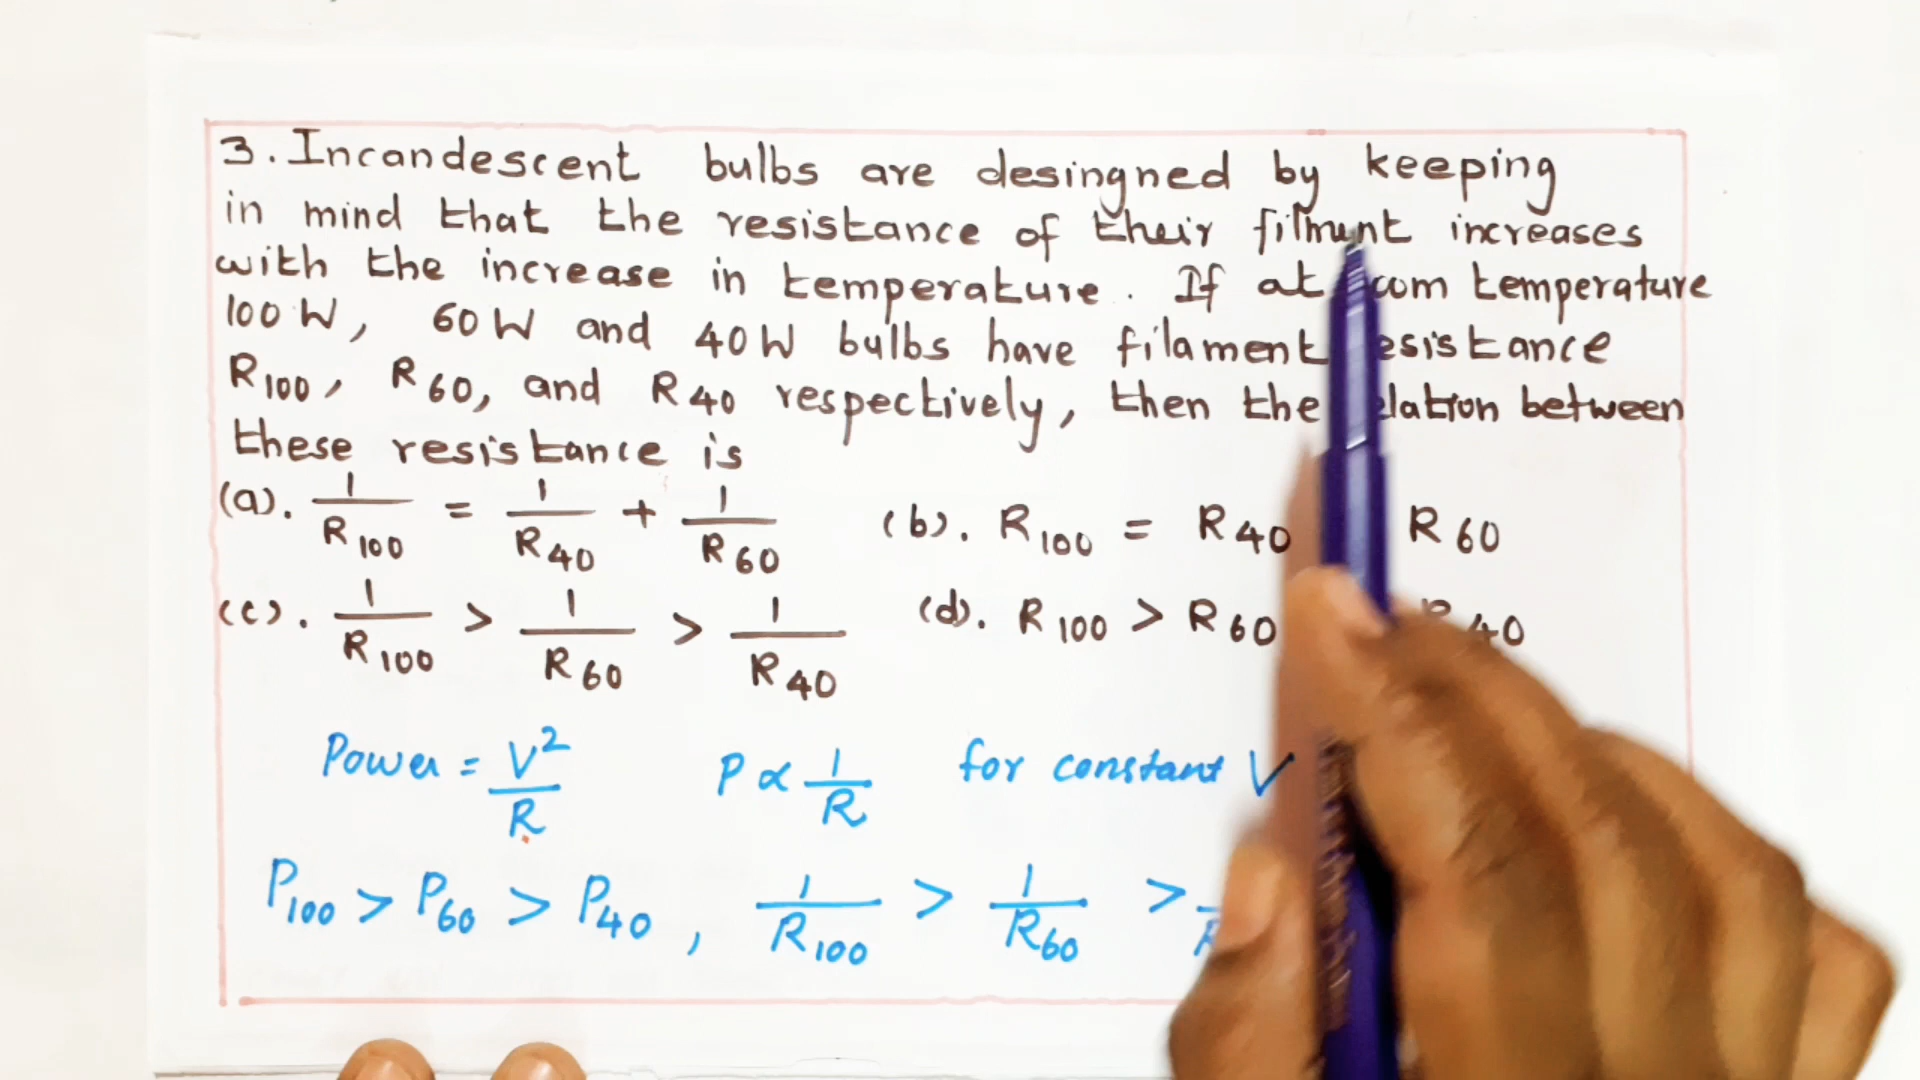 3. Incandescent bulbs are desingned by keeping
in mind that the resistance of their filment increases
with the increase in temperature. If at temperature
100 W, 60 W and 40 W bulbs have filament
R100, R60, and R40 respectively, then the between
these resistance is
(a). 1/R100 = 1/R40 + 1/R60 (b). R100 = R40 R60
(c). 1/R100 > 1/R60 > 1/R40 (d). R100 > R60
Power = V²/R P ∝ 1/R for constant V
P100 > P60 > P40, 1/R100 > 1/R60 >